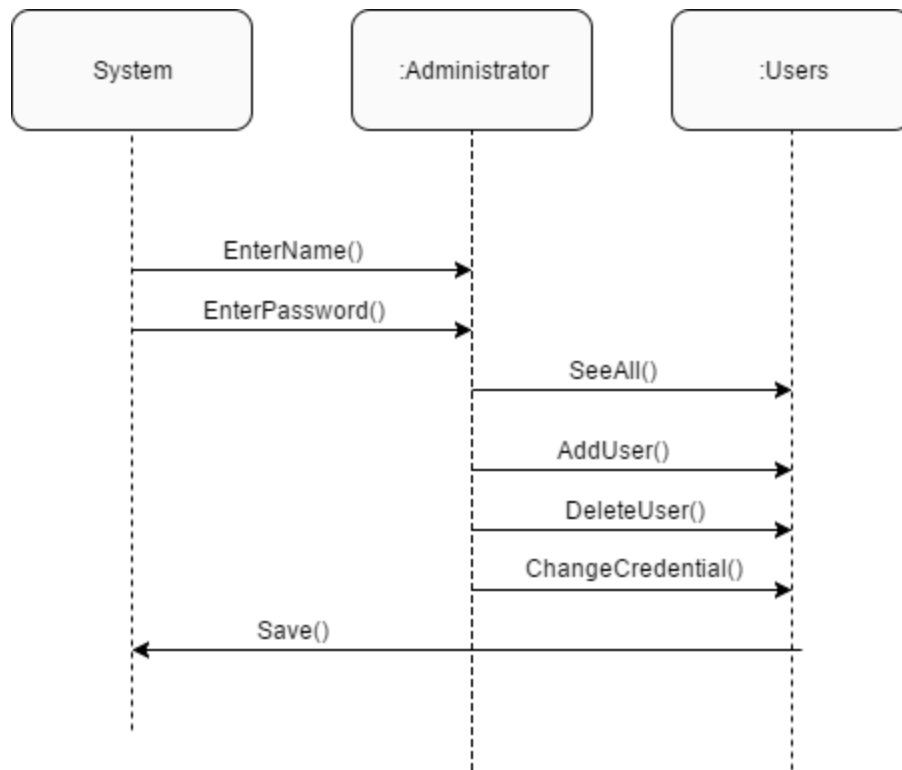 System
:Administrator
:Users
EnterName()
EnterPassword()
SeeAll()
AddUser()
DeleteUser()
ChangeCredential()
Save()